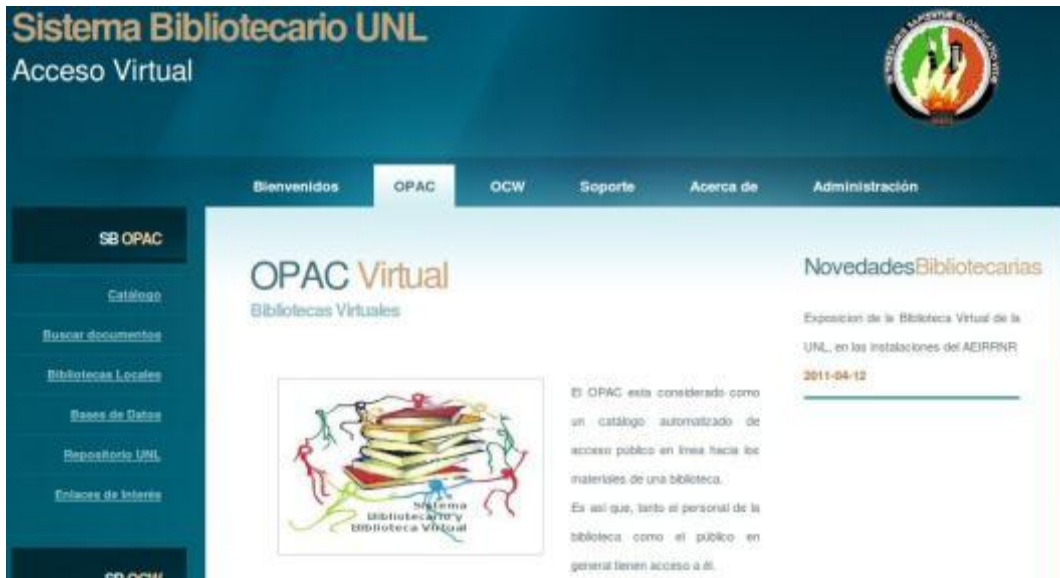 Sistema Bibliotecario UNL
Acceso Virtual
Bienvenidos OPAC OCW Soporte Acerca de Administración
SB OPAC
Catálogo
Buscar documentos
Bibliotecas Locales
Bases de Datos
Repositorio UNL
Enlaces de Interés
SB OCW
OPAC Virtual
Bibliotecas Virtuales
Sistema
Bibliotecario y
Biblioteca Virtual
El OPAC esta considerado como
un catálogo automatizado de
acceso público en línea hacia los
materiales de una biblioteca.
Es asi que, tanto el personal de la
biblioteca como el público en
general tienen acceso a él.
NovedadesBibliotecarias
Exposicion de la Biblioteca Virtual de la
UNL, en las instalaciones del AEIRRNR
2011-04-12